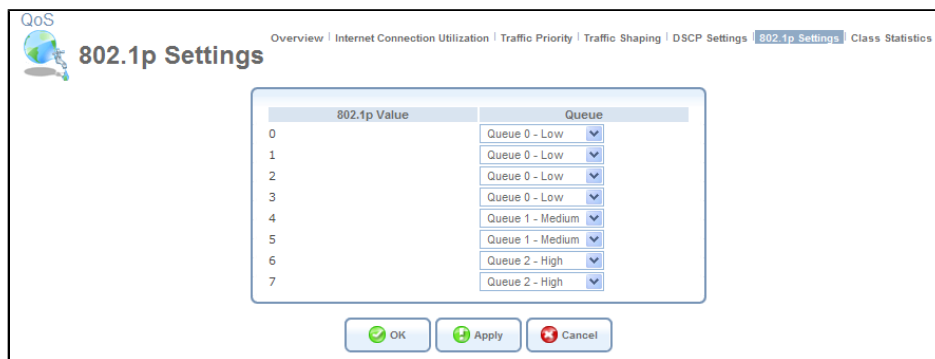 QoS
802.1p Settings
Overview | Internet Connection Utilization | Traffic Priority | Traffic Shaping | DSCP Settings | 802.1p Settings | Class Statistics
802.1p Value Queue
0 Queue 0 - Low
1 Queue 0 - Low
2 Queue 0 - Low
3 Queue 0 - Low
4 Queue 1 - Medium
5 Queue 1 - Medium
6 Queue 2 - High
7 Queue 2 - High
OK Apply Cancel